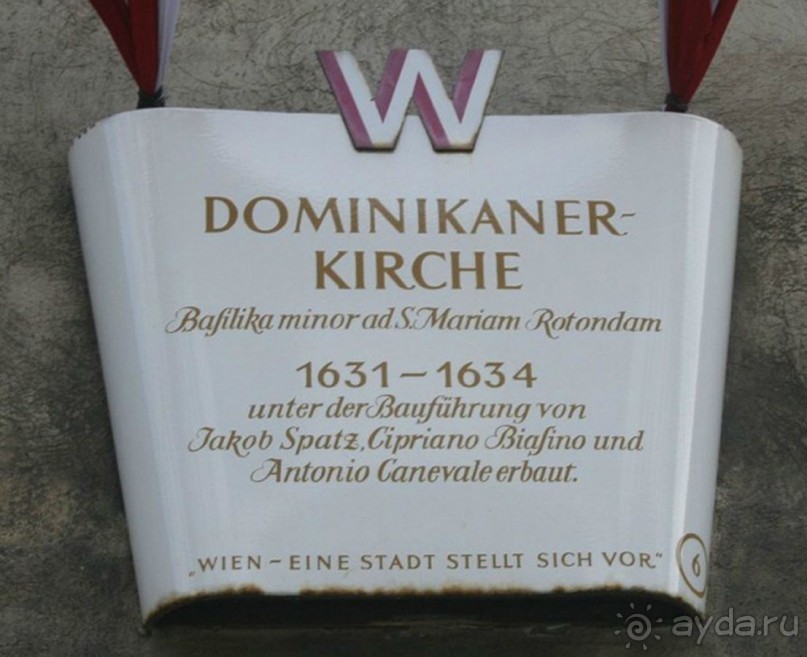 W
DOMINIKANER-
KIRCHE
Baſilika minor ad S. Mariam Rotondam
1631 – 1634
unter der Bauführung von
Jakob Spatz, Cipriano Biaſino und
Antonio Canevale erbaut.
„WIEN – EINE STADT STELLT SICH VOR“
6
ayda.ru